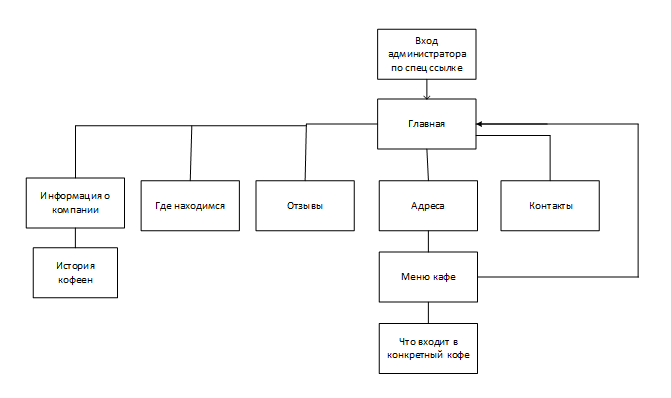 Вход
администратора
по спец ссылке
Главная
Информация о
компании
Где находимся
Отзывы
Адреса
Контакты
История
кофеен
Меню кафе
Что входит в
конкретный кофе